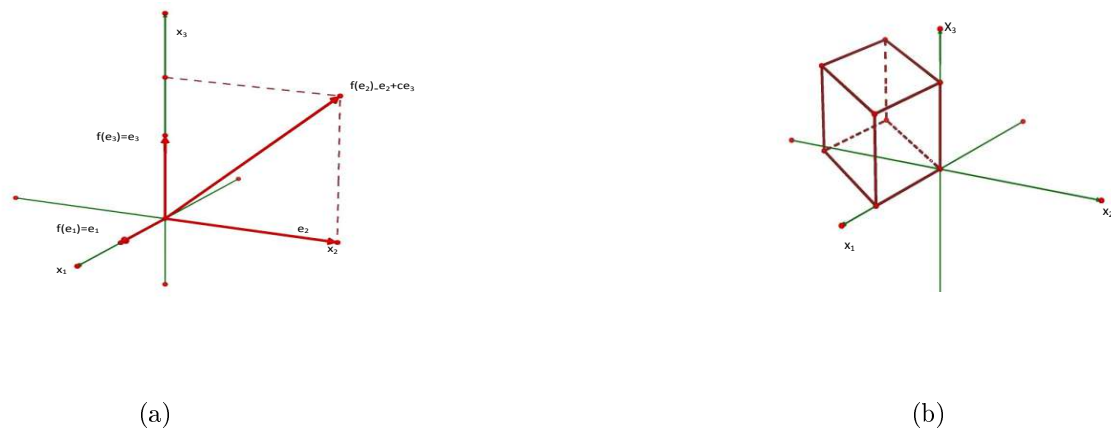 x₃
f(e₂)₌e₂+ce₃
f(e₃)=e₃
f(e₁)=e₁
e₂
x₂
x₁
(a)
X₃
x₂
x₁
(b)